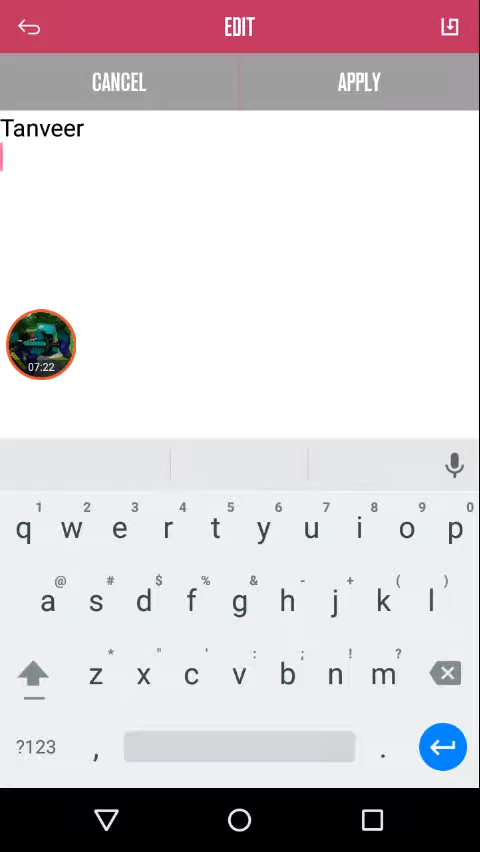 EDIT
CANCEL APPLY
Tanveer
07:22
1 2 3 4 5 6 7 8 9 0
q w e r t y u i o p
@ # $ % & - + ( )
a s d f g h j k l
* " ' : ; ! ?
z x c v b n m
?123 , .